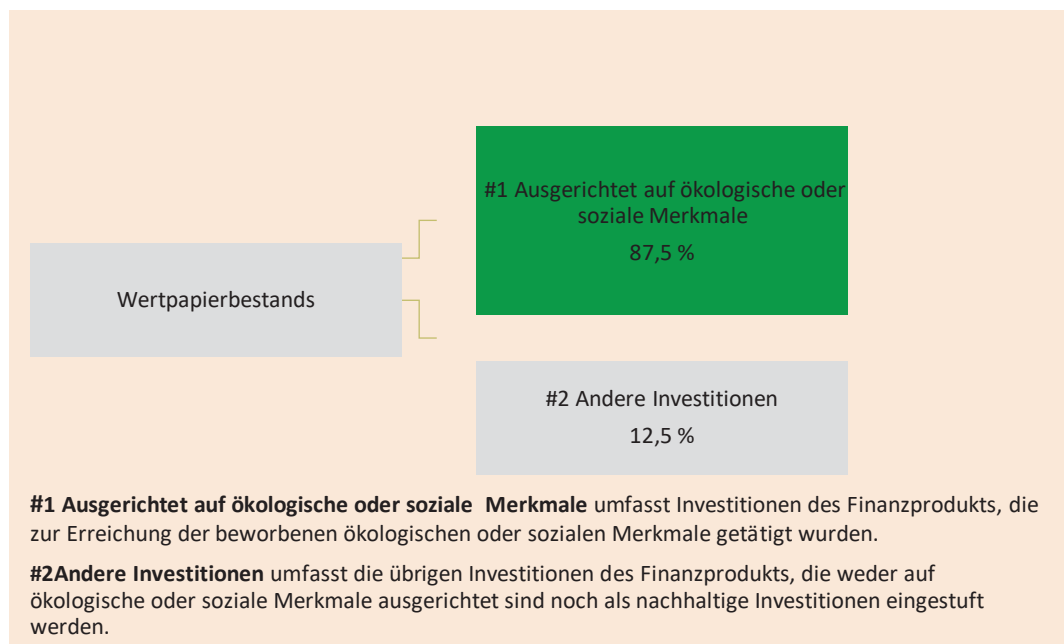 #1 Ausgerichtet auf ökologische oder
soziale Merkmale
87,5 %
Wertpapierbestands
#2 Andere Investitionen
12,5 %
#1 Ausgerichtet auf ökologische oder soziale Merkmale umfasst Investitionen des Finanzprodukts, die
zur Erreichung der beworbenen ökologischen oder sozialen Merkmale getätigt wurden.
#2Andere Investitionen umfasst die übrigen Investitionen des Finanzprodukts, die weder auf
ökologische oder soziale Merkmale ausgerichtet sind noch als nachhaltige Investitionen eingestuft
werden.